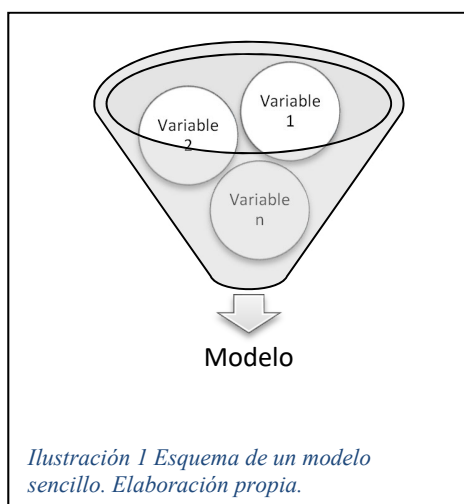 Variable
1
Variable
2
Variable
n
Modelo
Ilustración 1 Esquema de un modelo
sencillo. Elaboración propia.